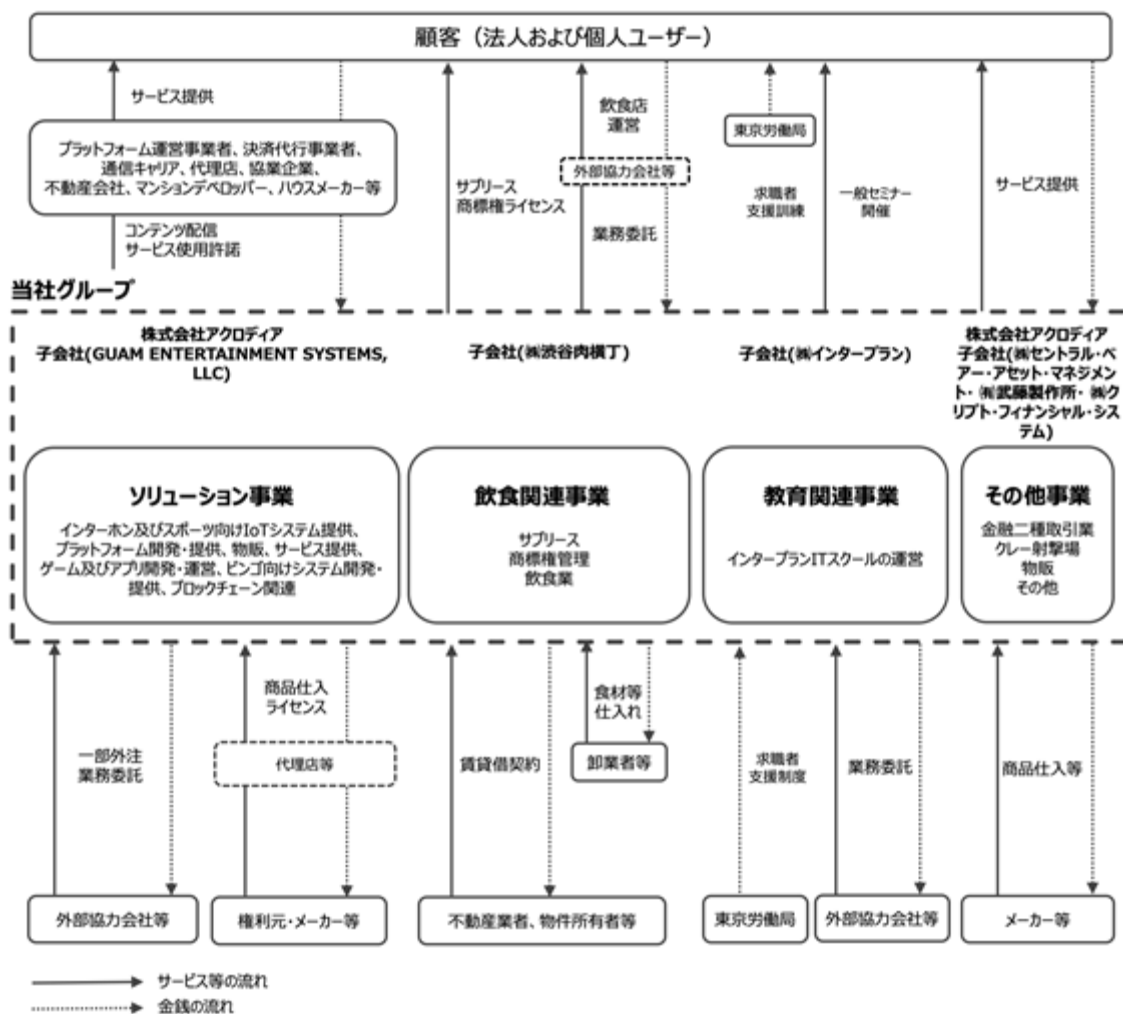 顧客（法人および個人ユーザー）
サービス提供
プラットフォーム運営事業者、決済代行事業者、
通信キャリア、代理店、協業企業、
不動産会社、マンションデベロッパー、ハウスメーカー等
コンテンツ配信
サービス使用許諾
サブリース
商標権ライセンス
飲食店
運営
外部協力会社等
業務委託
東京労働局
求職者
支援訓練
一般セミナー
開催
サービス提供
当社グループ
株式会社アクロディア
子会社(GUAM ENTERTAINMENT SYSTEMS,
LLC)
子会社(㈱渋谷肉横丁)
子会社(㈱インタープラン)
株式会社アクロディア
子会社(㈱セントラル・ベ
アー・アセット・マネジメン
ト・㈲武藤製作所・㈱ク
リプト・フィナンシャル・シス
テム)
ソリューション事業
インターホン及びスポーツ向けIoTシステム提供、
プラットフォーム開発・提供、物販、サービス提供、
ゲーム及びアプリ開発・運営、ビンゴ向けシステム開発・
提供、ブロックチェーン関連
飲食関連事業
サブリース
商標権管理
飲食業
教育関連事業
インタープランITスクールの運営
その他事業
金融二種取引業
クレー射撃場
物販
その他
一部外注
業務委託
商品仕入
ライセンス
代理店等
賃貸借契約
食材等
仕入れ
卸業者等
求職者
支援制度
業務委託
商品仕入等
外部協力会社等
権利元・メーカー等
不動産業者、物件所有者等
東京労働局
外部協力会社等
メーカー等
サービス等の流れ
金銭の流れ